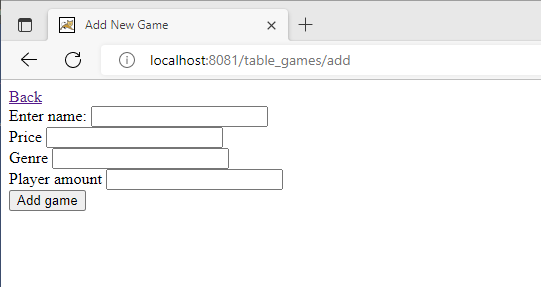 Add New Game
localhost:8081/table_games/add
Back
Enter name:
Price
Genre
Player amount
Add game